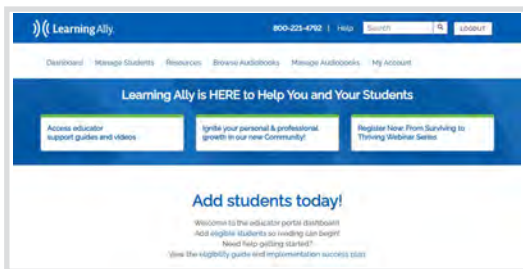 Learning Ally
800-221-4792 | Help Search LOGOUT
Dashboard Manage Students Resources Browse Audiobooks Manage Audiobooks My Account
Learning Ally is HERE to Help You and Your Students
Access educator
support guides and videos
Ignite your personal & professional
growth in our new Community!
Register Now: From Surviving to
Thriving Webinar Series
Add students today!
Welcome to the educator portal dashboard
Add eligible students so reading can begin!
Need help getting started?
View the eligibility guide and implementation success plan